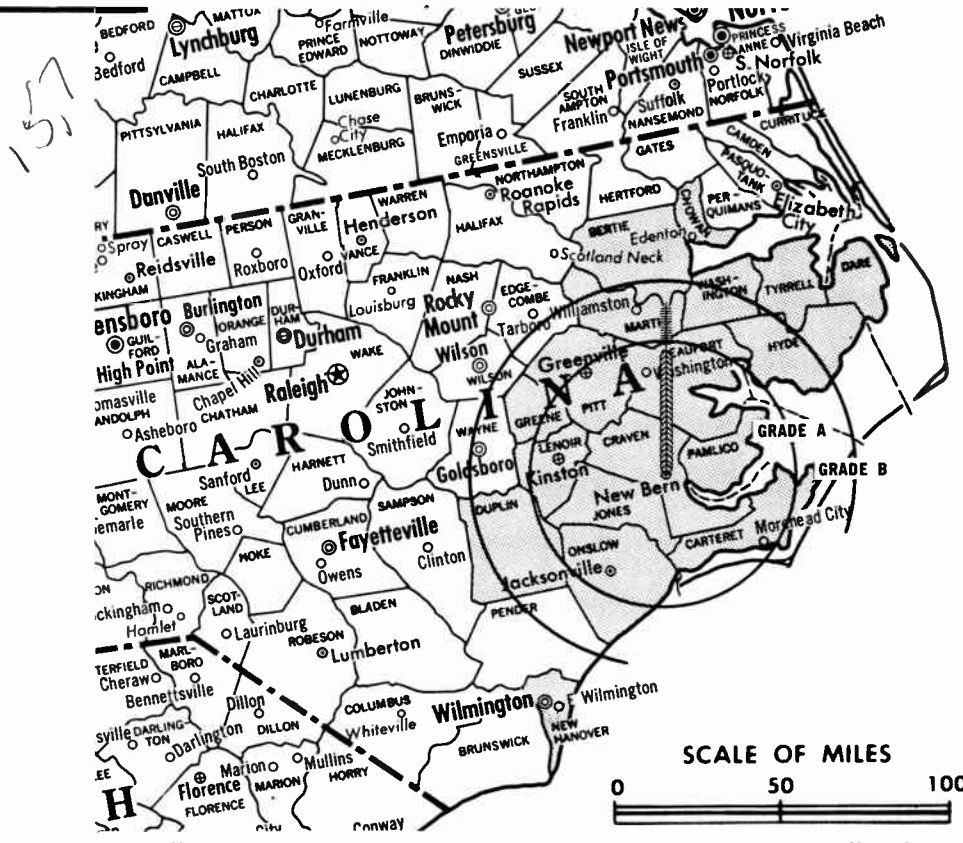 BEDFORD
MATTOX
Lynchburg
Bedford
CAMPBELL
Farmville
PRINCE EDWARD
NOTTOWAY
Petersburg
DINWIDDIE
SUSSEX
Newport News
ISLE OF WIGHT
PRINCESS ANNE
Virginia Beach
Portsmouth
S. Norfolk
Portlock
NORFOLK
SOUTH AMPTON
Suffolk
Franklin
NANSEMOND
CHARLOTTE
LUNENBURG
BRUNS-
WICK
PITTSYLVANIA
HALIFAX
Chase City
MECKLENBURG
Emporia
GREENSVILLE
South Boston
Danville
CURRITUCK
CAMDEN
GATES
PASQUO-
TANK
NORTHAMPTON
Roanoke Rapids
HERTFORD
PER-
QUIMANS
CHOWAN
Elizabeth City
Spray
CASWELL
PERSON
GRAN-
VILLE
VANCE
WARREN
Henderson
HALIFAX
BERTIE
Edenton
Reidsville
Roxboro
Oxford
Scotland Neck
FRANKLIN
Louisburg
NASH
Rocky Mount
EDGE-
COMBE
Tarboro
Williamston
MARTIN
WASH-
INGTON
TYRRELL
DARE
HYDE
Burlington
ORANGE
DUR-
HAM
Durham
GUIL-
FORD
Graham
High Point
ALA-
MANCE
Chapel Hill
WAKE
Raleigh
Wilson
WILSON
Greenville
Washington
CHATHAM
JOHN-
STON
Smithfield
Asheboro
CAROLINA
WAYNE
Goldsboro
GREENE
PITT
LENOIR
Kinston
CRAVEN
PAMLICO
GRADE A
GRADE B
Sanford
LEE
HARNETT
Dunn
MONT-
GOMERY
MOORE
Southern Pines
CUMBERLAND
SAMPSON
DUPLIN
New Bern
JONES
CARTERET
Morehead City
Fayetteville
Clinton
Owens
ONSLOW
Jacksonville
RICHMOND
Hamlet
SCOT-
LAND
Laurinburg
ROBESON
BLADEN
Lumberton
PENDER
MARL-
BORO
Cheraw
Bennettsville
Dillon
DILLON
COLUMBUS
Whiteville
Wilmington
Wilmington
NEW HANOVER
BRUNSWICK
DARLING-
TON
Darlington
Florence
FLORENCE
Marion
MARION
Mullins
HORRY
Conway
City
H
SCALE OF MILES
0 50 100